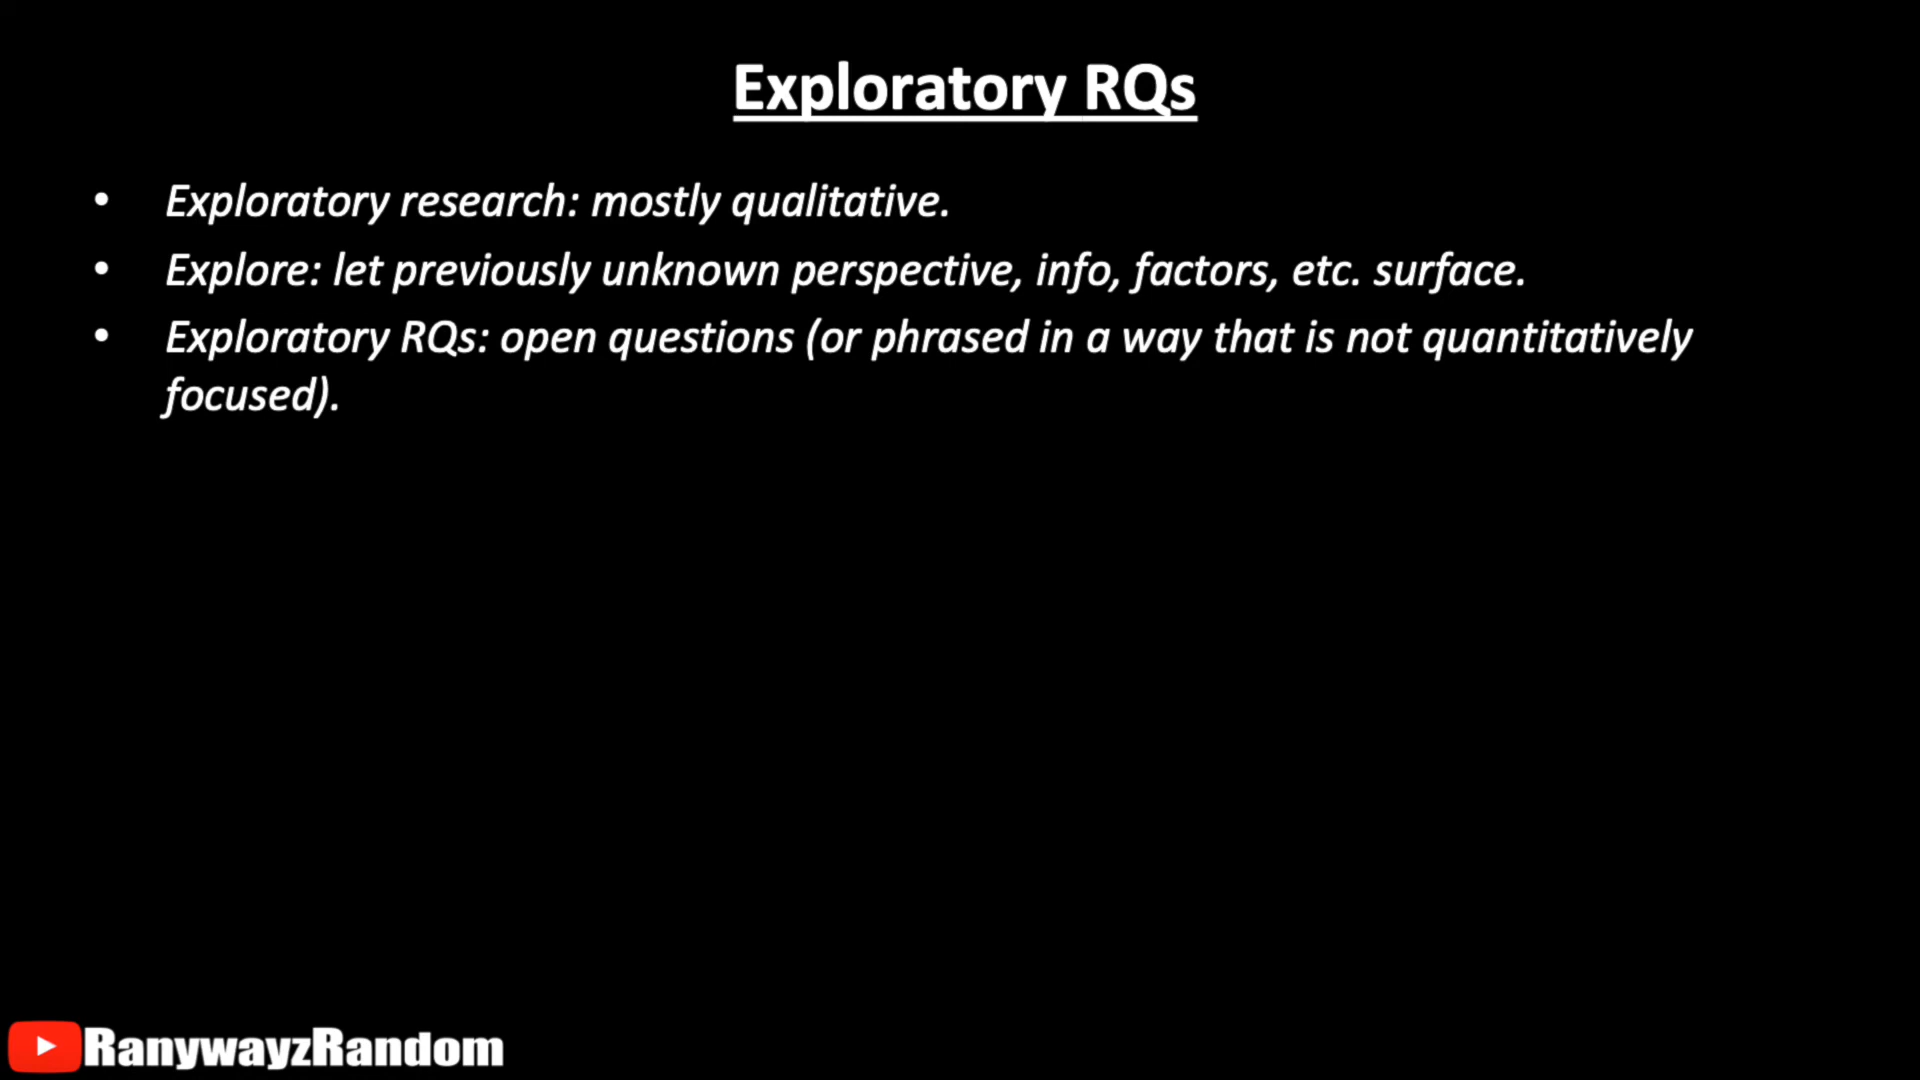 Exploratory RQs
• Exploratory research: mostly qualitative.
• Explore: let previously unknown perspective, info, factors, etc. surface.
• Exploratory RQs: open questions (or phrased in a way that is not quantitatively
focused).
RanywayzRandom